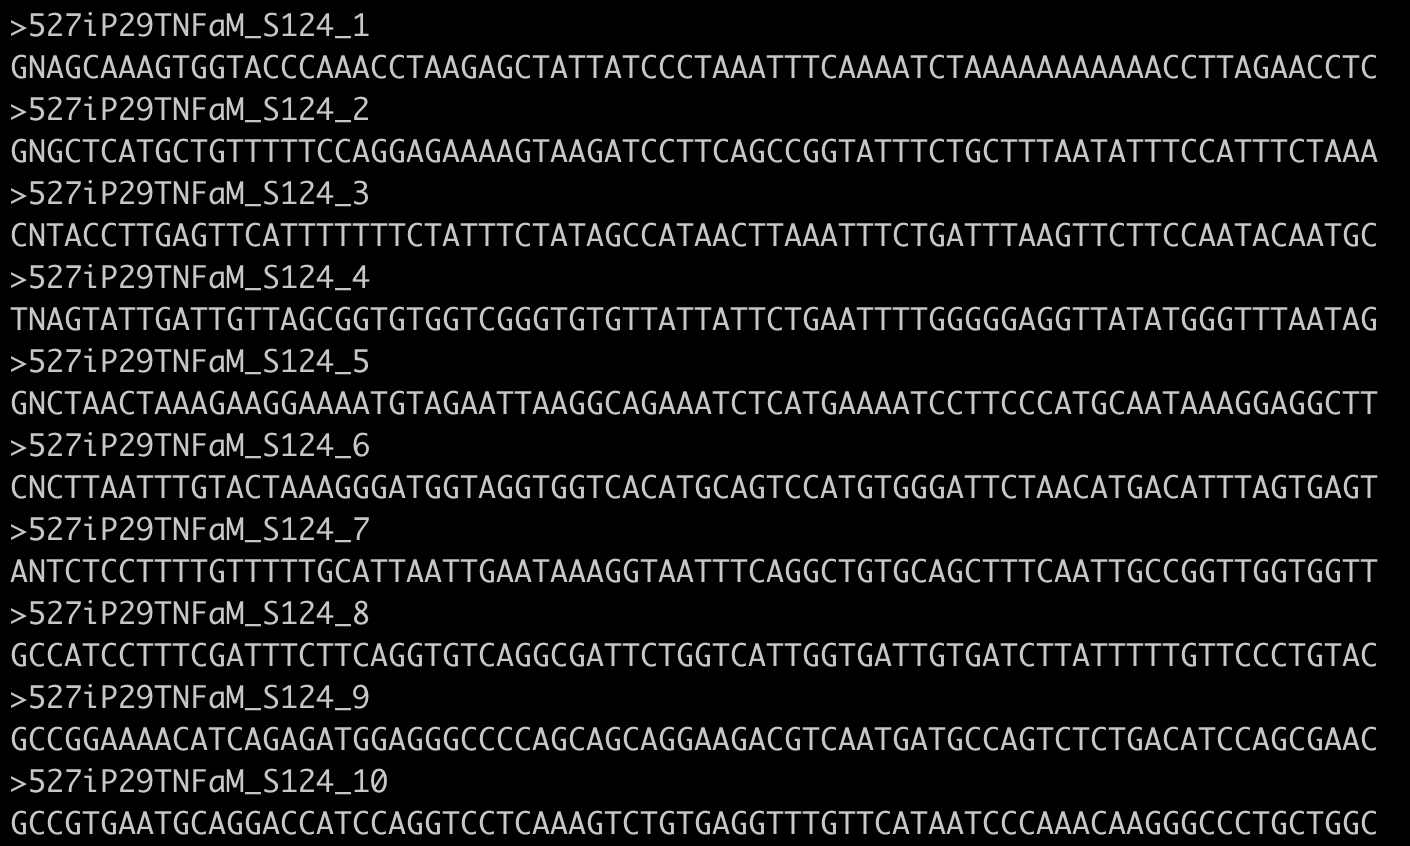 >527iP29TNFaM_S124_1
GNAGCAAAGTGGTACCCAAACCTAAGAGCTATTATCCCTAAATTTCAAAATCTAAAAAAAAAAACCTTAGAACCTC
>527iP29TNFaM_S124_2
GNGCTCATGCTGTTTTTCCAGGAGAAAAGTAAGATCCTTCAGCCGGTATTTCTGCTTTAATATTTCCATTTCTAAA
>527iP29TNFaM_S124_3
CNTACCTTGAGTTCATTTTTTTCTATTTCTATAGCCATAACTTAAATTTCTGATTTAAGTTCTTCCAATACAATGC
>527iP29TNFaM_S124_4
TNAGTATTGATTGTTAGCGGTGTGGTCGGGTGTGTTATTATTCTGAATTTTGGGGGAGGTTATATGGGTTTAATAG
>527iP29TNFaM_S124_5
GNCTAACTAAAGAAGGAAAATGTAGAATTAAGGCAGAAATCTCATGAAAATCCTTCCCATGCAATAAAGGAGGCTT
>527iP29TNFaM_S124_6
CNCTTAATTTGTACTAAAGGGATGGTAGGTGGTCACATGCAGTCCATGTGGGATTCTAACATGACATTTAGTGAGT
>527iP29TNFaM_S124_7
ANTCTCCTTTTGTTTTTGCATTAATTGAATAAAGGTAATTTCAGGCTGTGCAGCTTTCAATTGCCGGTTGGTGGTT
>527iP29TNFaM_S124_8
GCCATCCTTTCGATTTCTTCAGGTGTCAGGCGATTCTGGTCATTGGTGATTGTGATCTTATTTTTGTTCCCTGTAC
>527iP29TNFaM_S124_9
GCCGGAAAACATCAGAGATGGAGGGCCCCAGCAGCAGGAAGACGTCAATGATGCCAGTCTCTGACATCCAGCGAAC
>527iP29TNFaM_S124_10
GCCGTGAATGCAGGACCATCCAGGTCCTCAAAGTCTGTGAGGTTTGTTCATAATCCCAAACAAGGGCCCTGCTGGC